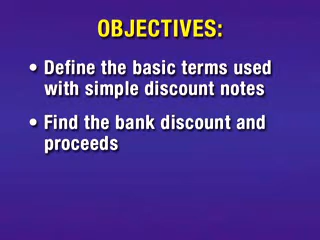 OBJECTIVES:
• Define the basic terms used
with simple discount notes
• Find the bank discount and
proceeds